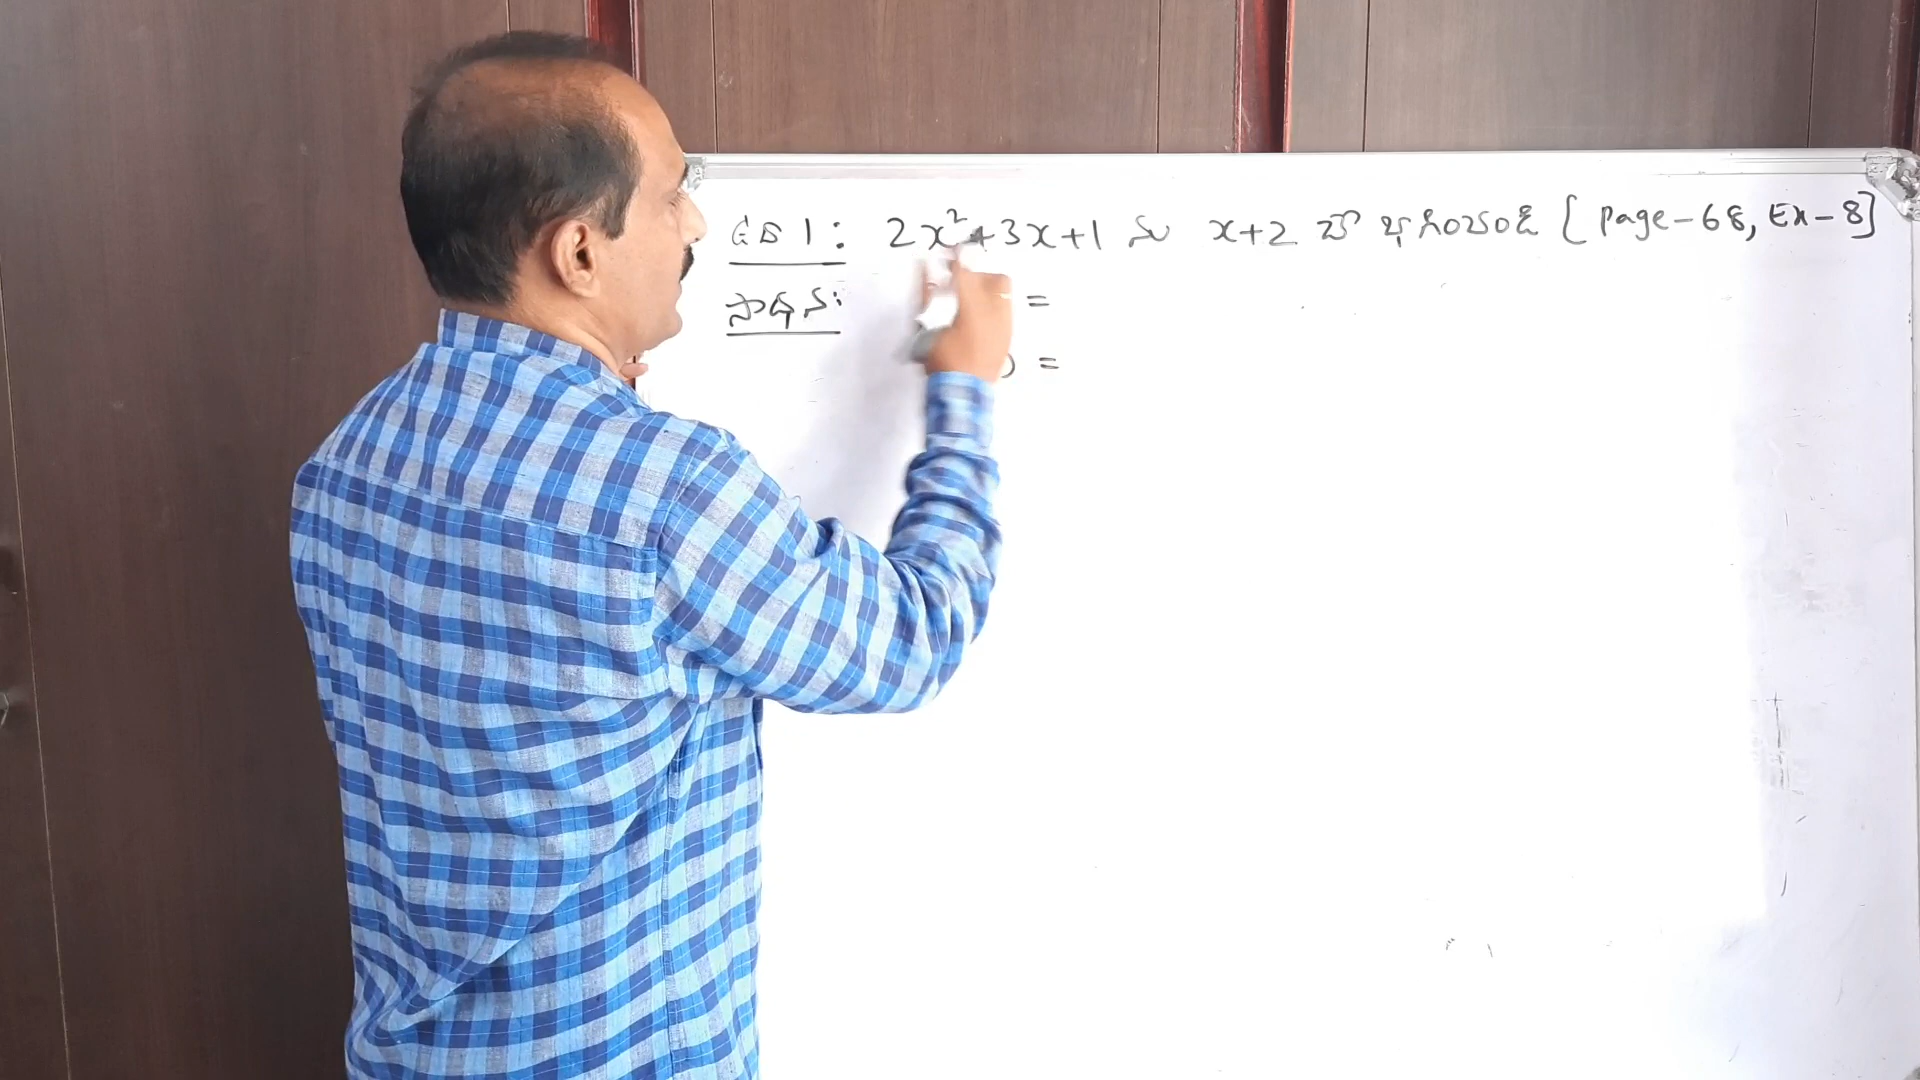 ఉదా 1: 2x²+3x+1 ను x+2 చే భాగించండి [Page-68, Ex-8]
సాధన:
=
) =